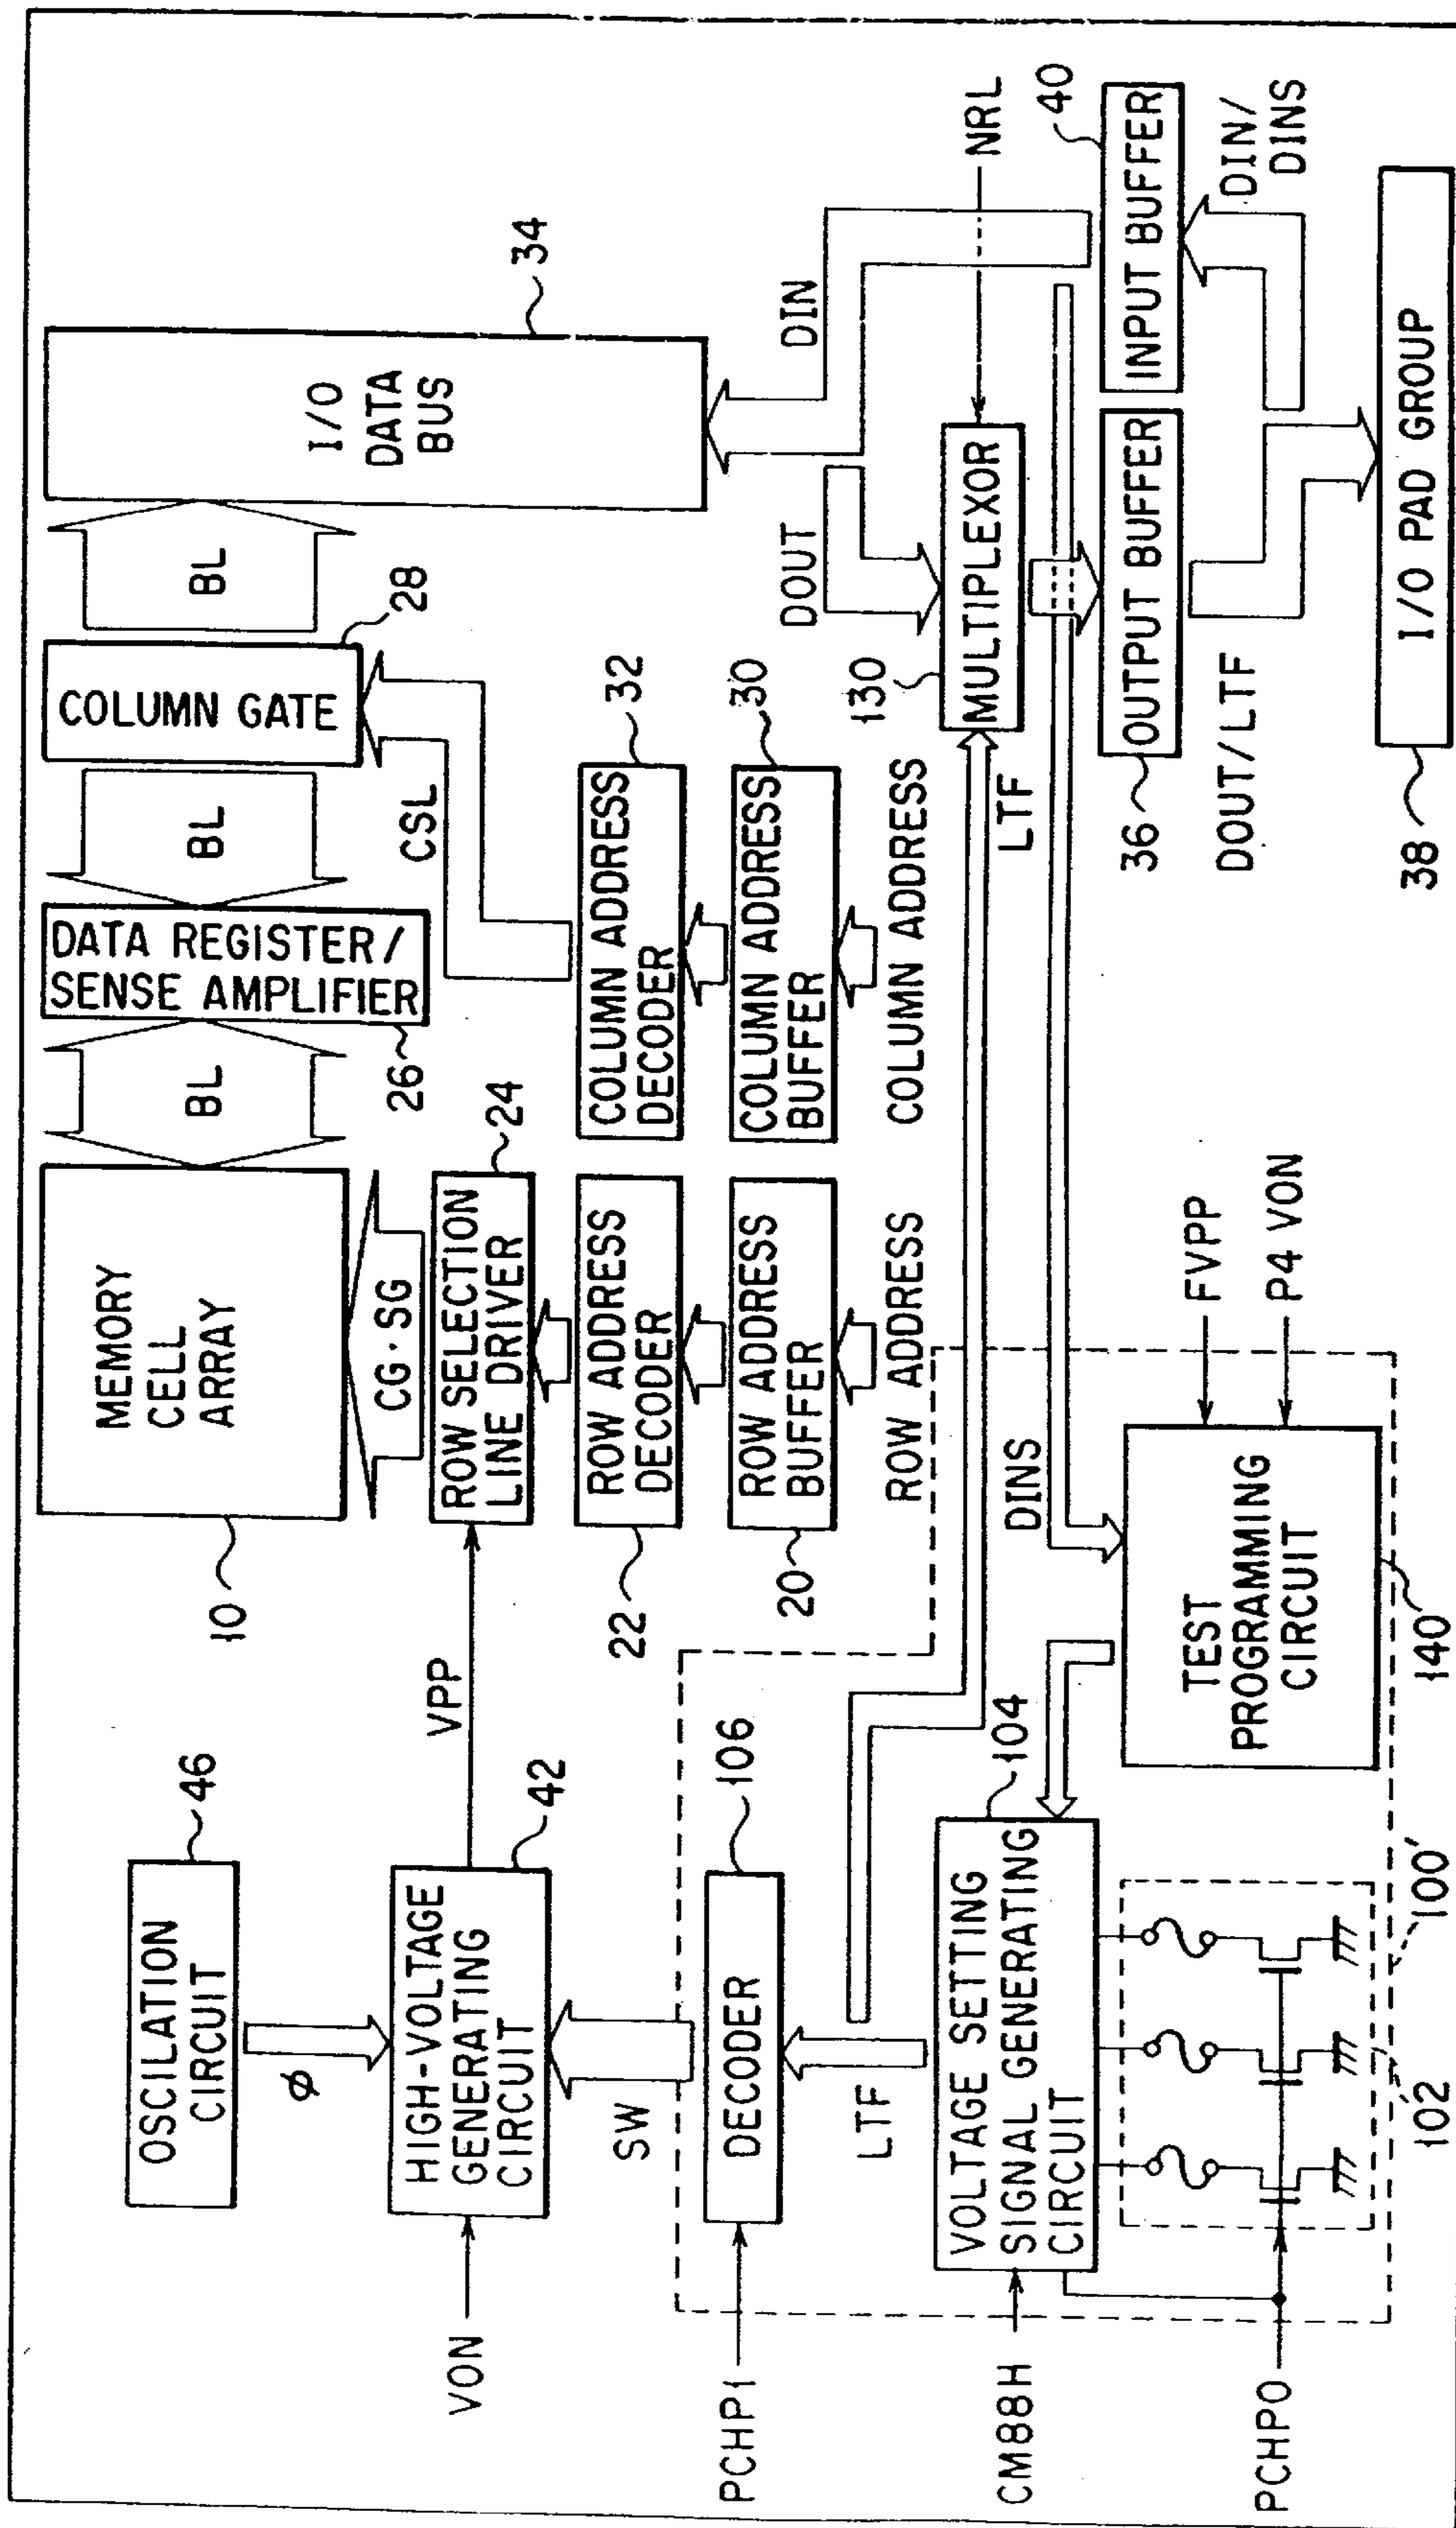 OSCILATION
CIRCUIT
46
φ
VON
HIGH-VOLTAGE
GENERATING
CIRCUIT
42
VPP
SW
PCHP1
DECODER
106
LTF
CM88H
VOLTAGE SETTING
SIGNAL GENERATING
CIRCUIT
104
PCHP0
102
100'
MEMORY
CELL
ARRAY
10
CG·SG
ROW SELECTION
LINE DRIVER
24
ROW ADDRESS
DECODER
22
ROW ADDRESS
BUFFER
20
ROW ADDRESS
DINS
TEST
PROGRAMMING
CIRCUIT
140
FVPP
P4 VON
BL
DATA REGISTER/
SENSE AMPLIFIER
26
BL
CSL
COLUMN GATE
28
BL
COLUMN ADDRESS
DECODER
32
COLUMN ADDRESS
BUFFER
30
COLUMN ADDRESS
I/O
DATA
BUS
34
DOUT
DIN
MULTIPLEXOR
130
NRL
LTF
OUTPUT BUFFER
36
INPUT BUFFER
40
DOUT/LTF
DIN/
DINS
I/O PAD GROUP
38